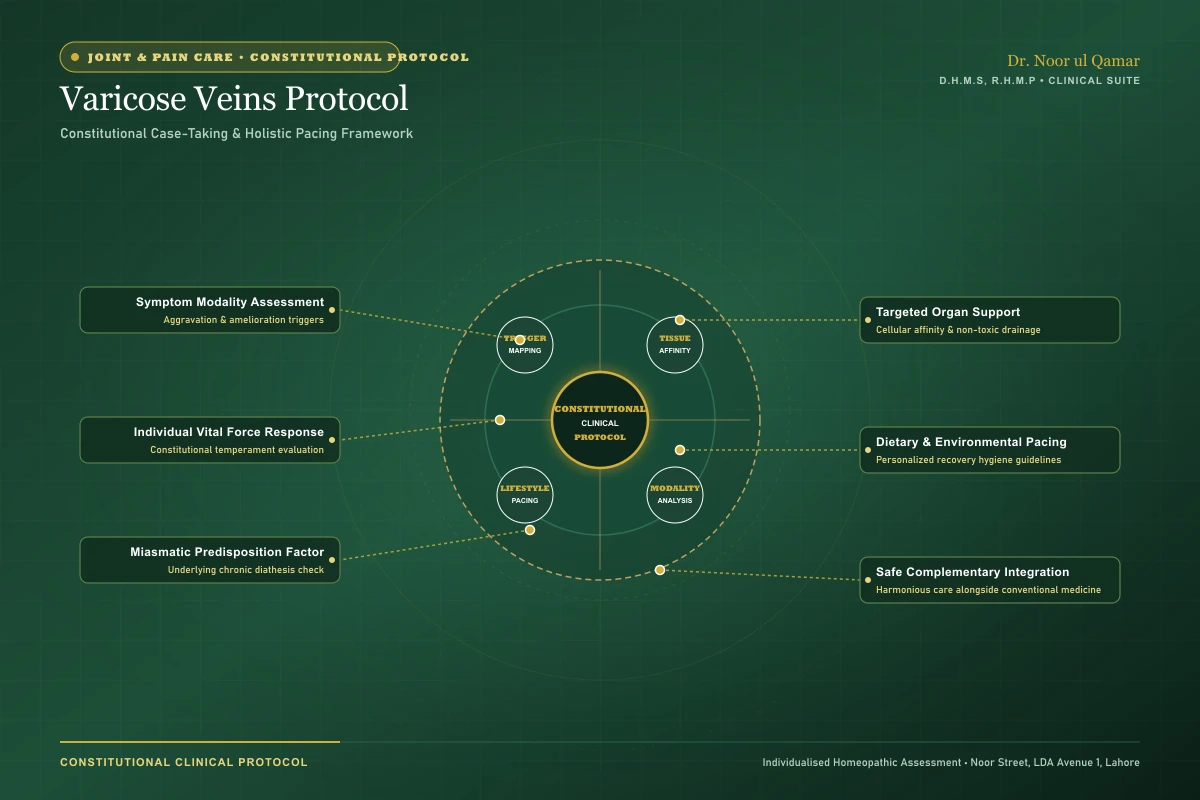 JOINT & PAIN CARE • CONSTITUTIONAL PROTOCOL
Varicose Veins Protocol
Constitutional Case-Taking & Holistic Pacing Framework
Dr. Noor ul Qamar
D.H.M.S, R.H.M.P • CLINICAL SUITE
Symptom Modality Assessment
Aggravation & amelioration triggers
Individual Vital Force Response
Constitutional temperament evaluation
Miasmatic Predisposition Factor
Underlying chronic diathesis check
TRIGGER
MAPPING
TISSUE
AFFINITY
CONSTITUTIONAL
CLINICAL
PROTOCOL
LIFESTYLE
PACING
MODALITY
ANALYSIS
Targeted Organ Support
Cellular affinity & non-toxic drainage
Dietary & Environmental Pacing
Personalized recovery hygiene guidelines
Safe Complementary Integration
Harmonious care alongside conventional medicine
CONSTITUTIONAL CLINICAL PROTOCOL
Individualised Homeopathic Assessment • Noor Street, LDA Avenue 1, Lahore